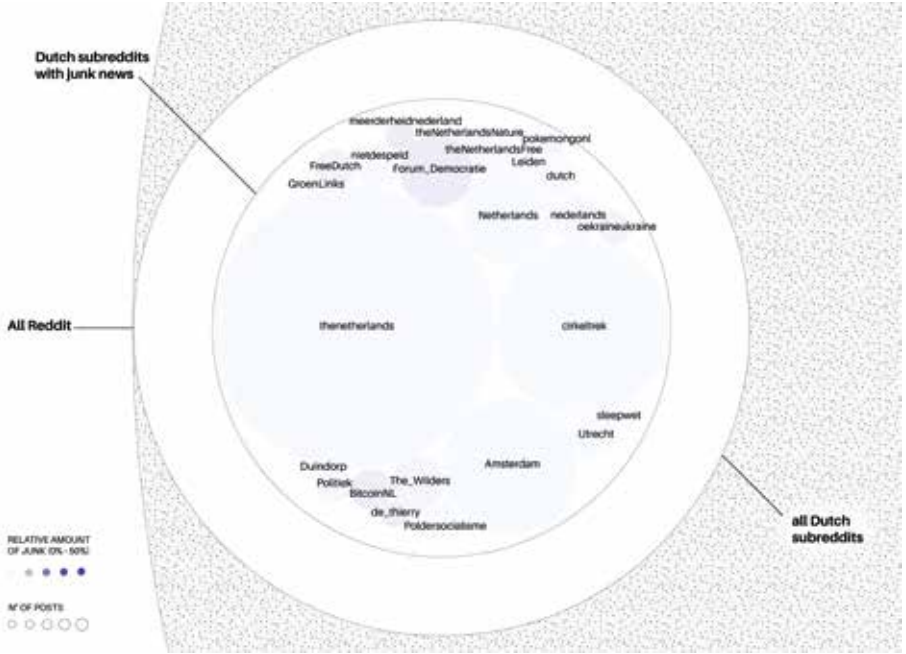 Dutch subreddits
with junk news
meerderheidnederland
theNetherlandsNature
pokemongonl
theNetherlandsFree
nietdespeld
Leiden
FreeDutch
Forum_Democratie
dutch
GroenLinks
Netherlands
nederlands
oekraineukraine
All Reddit
thenetherlands
cirkeltrek
sleepwet
Utrecht
Amsterdam
Duindorp
Politiek
The_Wilders
BitcoinNL
de_thierry
Poldersocialisme
all Dutch
subreddits
RELATIVE AMOUNT
OF JUNK (0% - 50%)
N° OF POSTS